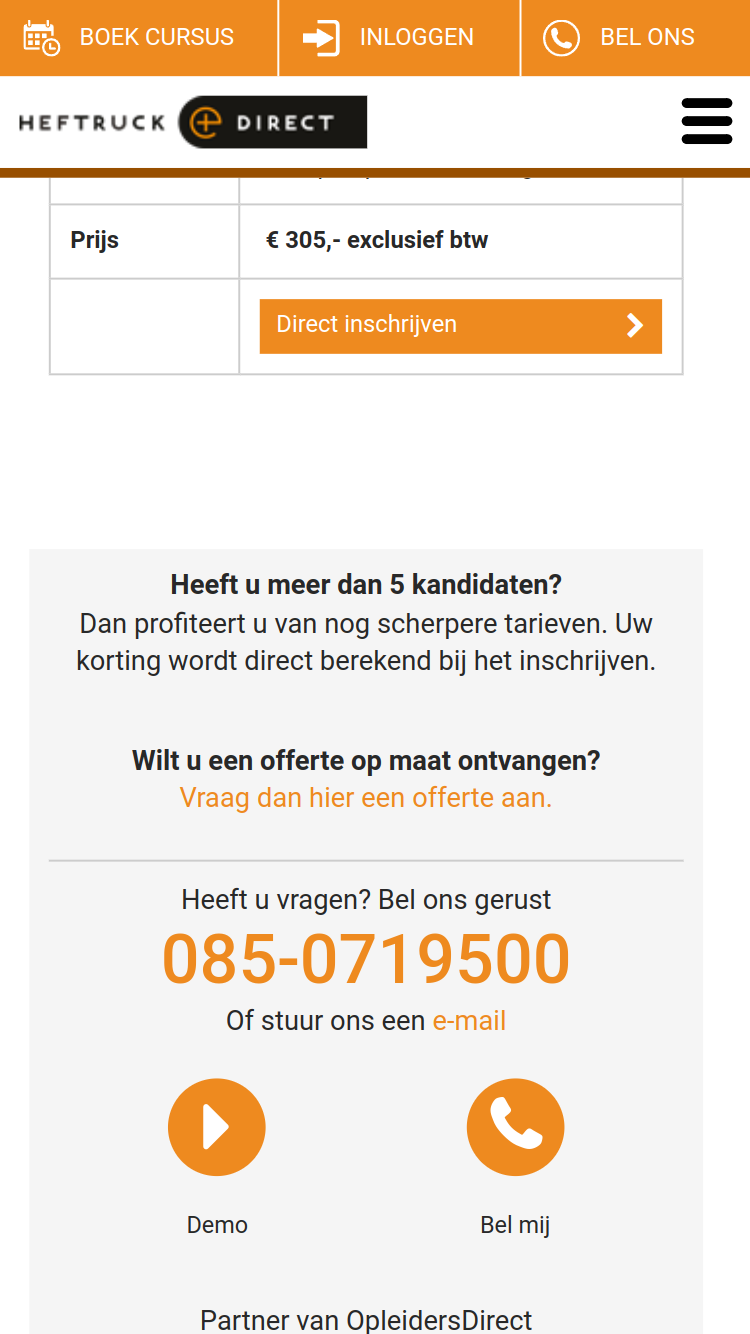 BOEK CURSUS
INLOGGEN
BEL ONS
HEFTRUCK DIRECT
Prijs
€ 305,- exclusief btw
Direct inschrijven
Heeft u meer dan 5 kandidaten?
Dan profiteert u van nog scherpere tarieven. Uw
korting wordt direct berekend bij het inschrijven.
Wilt u een offerte op maat ontvangen?
Vraag dan hier een offerte aan.
Heeft u vragen? Bel ons gerust
085-0719500
Of stuur ons een e-mail
Demo
Bel mij
Partner van OpleidersDirect